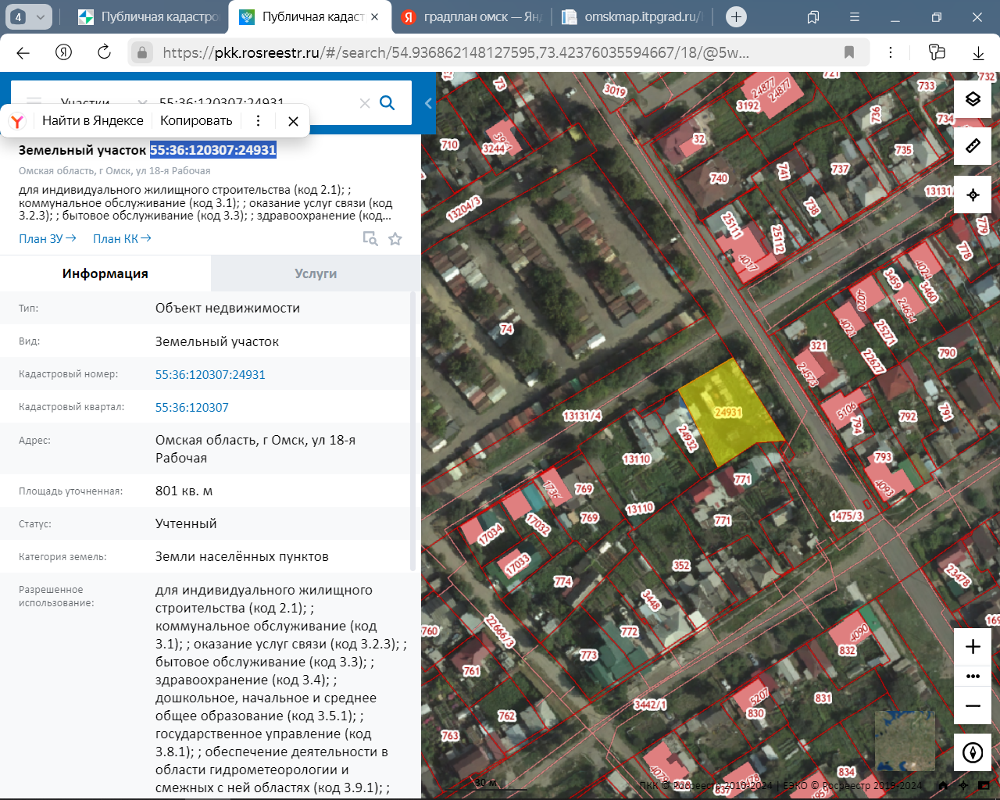 4
Публичная кадастро
Публичная кадаст
градплан омск — Ян
omskmap.itpgrad.ru/
https://pkk.rosreestr.ru/#/search/54.936862148127595,73.42376035594667/18/@5w...
Участки
55:36:120307:24931
Найти в Яндексе
Копировать
Земельный участок 55:36:120307:24931
Омская область, г Омск, ул 18-я Рабочая
для индивидуального жилищного строительства (код 2.1); ;
коммунальное обслуживание (код 3.1); ; оказание услуг связи (код
3.2.3); ; бытовое обслуживание (код 3.3); ; здравоохранение (код...
План ЗУ→
План КК→
Информация
Услуги
Тип:
Объект недвижимости
Вид:
Земельный участок
Кадастровый номер:
55:36:120307:24931
Кадастровый квартал:
55:36:120307
Адрес:
Омская область, г Омск, ул 18-я
Рабочая
Площадь уточненная:
801 кв. м
Статус:
Учтенный
Категория земель:
Земли населённых пунктов
Разрешенное
использование:
для индивидуального жилищного
строительства (код 2.1); ;
коммунальное обслуживание (код
3.1); ; оказание услуг связи (код 3.2.3); ;
бытовое обслуживание (код 3.3); ;
здравоохранение (код 3.4); ;
дошкольное, начальное и среднее
общее образование (код 3.5.1); ;
государственное управление (код
3.8.1); ; обеспечение деятельности в
области гидрометеорологии и
смежных с ней областях (код 3.9.1); ;
73
3019
24877
24877
721
732
733
3192
736
734
710
3244
3914
32
735
740
741
737
13131
13204/3
738
779
25111
25112
778
4017
4024
3459
3460
4020
24634
74
4021
25271
321
790
22627
24573
24931
5106
791
13131/4
792
794
24932
13110
793
771
1736
769
4093
13110
769
771
1475/3
17032
17034
17033
352
774
23478
3448
169
22666/3
760
772
4090
832
773
761
5207
831
3442/1
830
762
763
4079
828
837
4178
834
30 м
ПКК © Росреестр 2010-2024 | ЕЭКО © Росреестр 2019-2024